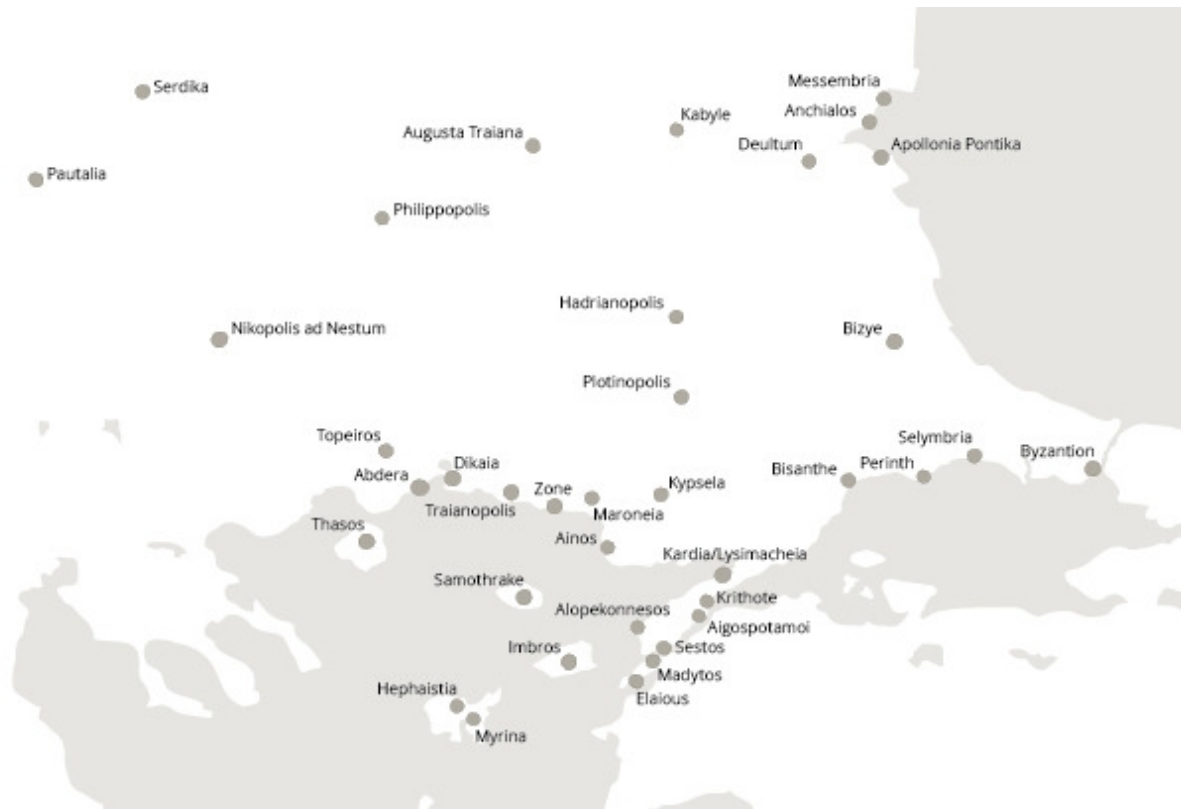 Messembria
Serdika
Anchialos
Kabyle
Augusta Traiana
Deultum
Apollonia Pontika
Pautalia
Philippopolis
Hadrianopolis
Nikopolis ad Nestum
Bizye
Plotinopolis
Topeiros
Selymbria
Byzantion
Dikaia
Bisanthe
Perinth
Abdera
Kypsela
Zone
Traianopolis
Maroneia
Thasos
Ainos
Kardia/Lysimacheia
Samothrake
Krithote
Alopekonnesos
Aigospotamoi
Imbros
Sestos
Madytos
Hephaistia
Elaious
Myrina